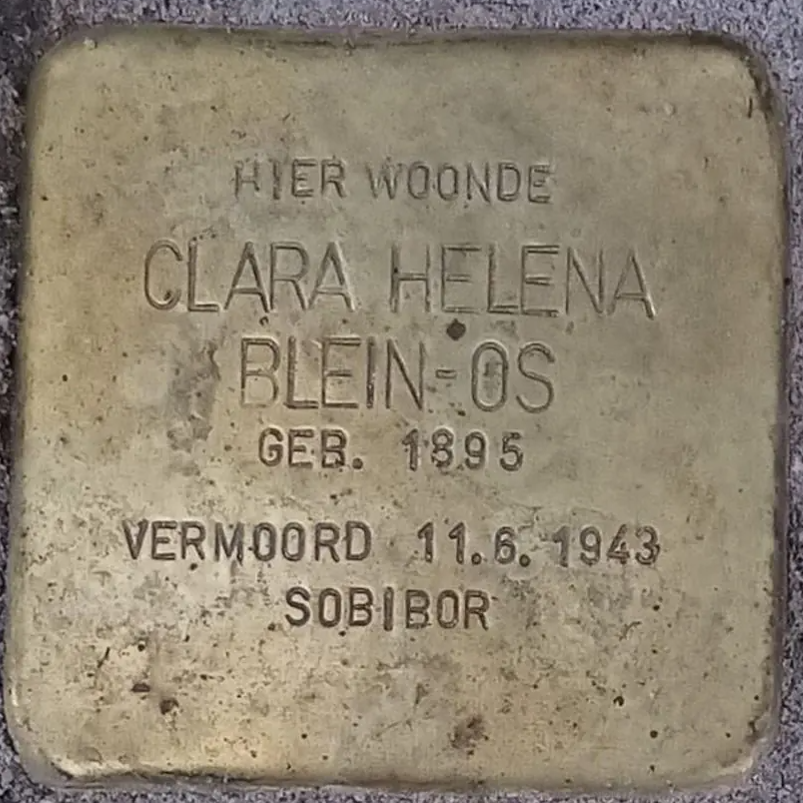 HIER WOONDE
CLARA HELENA
BLEIN-OS
GEB. 1895
VERMOORD 11.6.1943
SOBIBOR